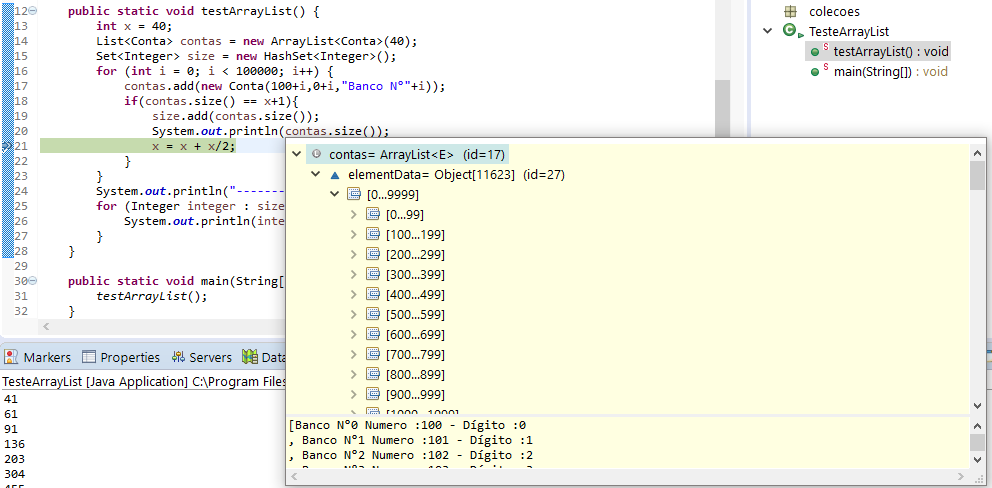 12 public static void testArrayList() {
13 int x = 40;
14 List<Conta> contas = new ArrayList<Conta>(40);
15 Set<Integer> size = new HashSet<Integer>();
16 for (int i = 0; i < 100000; i++) {
17 contas.add(new Conta(100+i,0+i,"Banco N°"+i));
18 if(contas.size() == x+1){
19 size.add(contas.size());
20 System.out.println(contas.size());
21 x = x + x/2;
22 }
23 }
24 System.out.println("-------
25 for (Integer integer : size
26 System.out.println(inte
27 }
28 }
29
30 public static void main(String[
31 testArrayList();
32 }
colecoes
TesteArrayList
S testArrayList() : void
S main(String[]) : void
contas= ArrayList<E> (id=17)
elementData= Object[11623] (id=27)
[0...9999]
[0...99]
[100...199]
[200...299]
[300...399]
[400...499]
[500...599]
[600...699]
[700...799]
[800...899]
[900...999]
[1000...1099]
[Banco N°0 Numero :100 - Dígito :0
, Banco N°1 Numero :101 - Dígito :1
, Banco N°2 Numero :102 - Dígito :2
Markers Properties Servers Data
TesteArrayList [Java Application] C:\Program Files
41
61
91
136
203
304